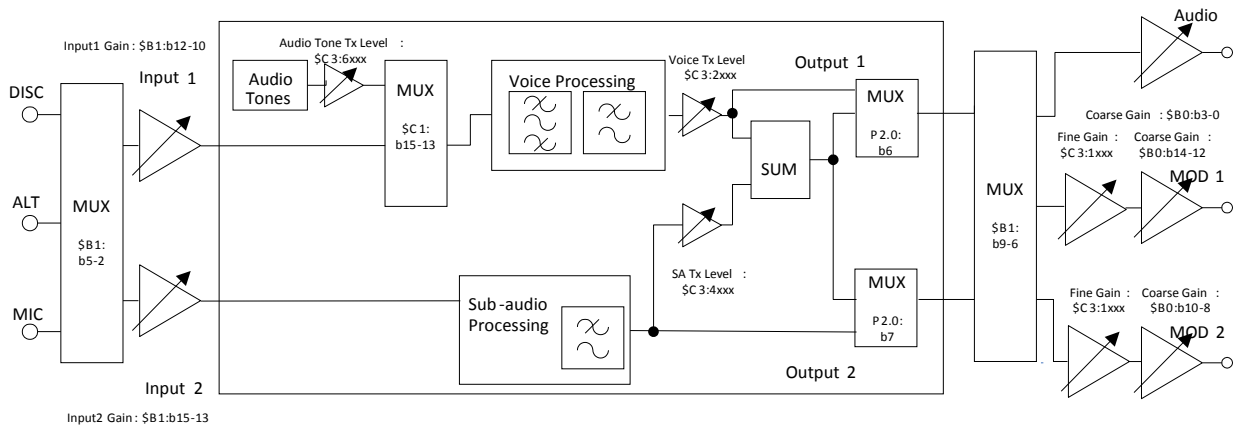 Input1 Gain : $B1:b12-10
Input 1
DISC
ALT
MIC
MUX
$B1:
b5-2
Input 2
Input2 Gain : $B1:b15-13
Audio Tone Tx Level :
$C3:6xxx
Audio
Tones
MUX
$C1:
b15-13
Voice Processing
Voice Tx Level
$C3:2xxx
Output 1
MUX
P2.0:
b6
SUM
SA Tx Level :
$C3:4xxx
Sub-audio
Processing
MUX
P2.0:
b7
Output 2
MUX
$B1:
b9-6
Audio
Coarse Gain : $B0:b3-0
Fine Gain :
$C3:1xxx
Coarse Gain :
$B0:b14-12
MOD 1
Fine Gain :
$C3:1xxx
Coarse Gain :
$B0:b10-8
MOD 2